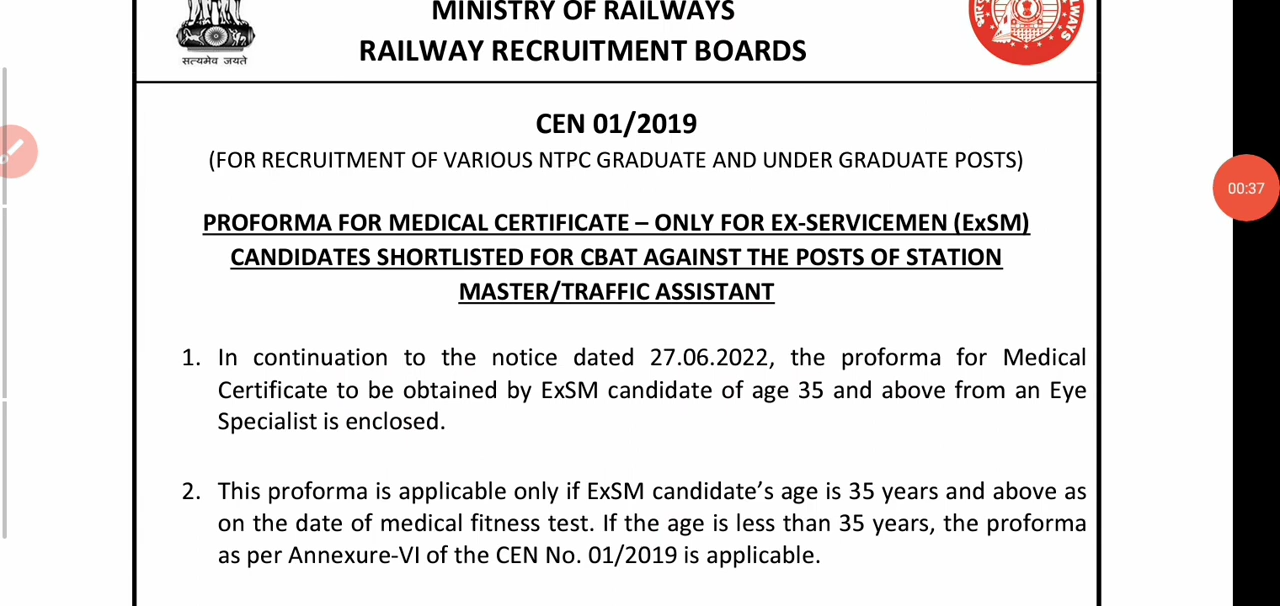 MINISTRY OF RAILWAYS
RAILWAY RECRUITMENT BOARDS
सत्यमेव जयते
CEN 01/2019
(FOR RECRUITMENT OF VARIOUS NTPC GRADUATE AND UNDER GRADUATE POSTS)
PROFORMA FOR MEDICAL CERTIFICATE – ONLY FOR EX-SERVICEMEN (ExSM)
CANDIDATES SHORTLISTED FOR CBAT AGAINST THE POSTS OF STATION
MASTER/TRAFFIC ASSISTANT
00:37
1. In continuation to the notice dated 27.06.2022, the proforma for Medical
Certificate to be obtained by ExSM candidate of age 35 and above from an Eye
Specialist is enclosed.
2. This proforma is applicable only if ExSM candidate’s age is 35 years and above as
on the date of medical fitness test. If the age is less than 35 years, the proforma
as per Annexure-VI of the CEN No. 01/2019 is applicable.